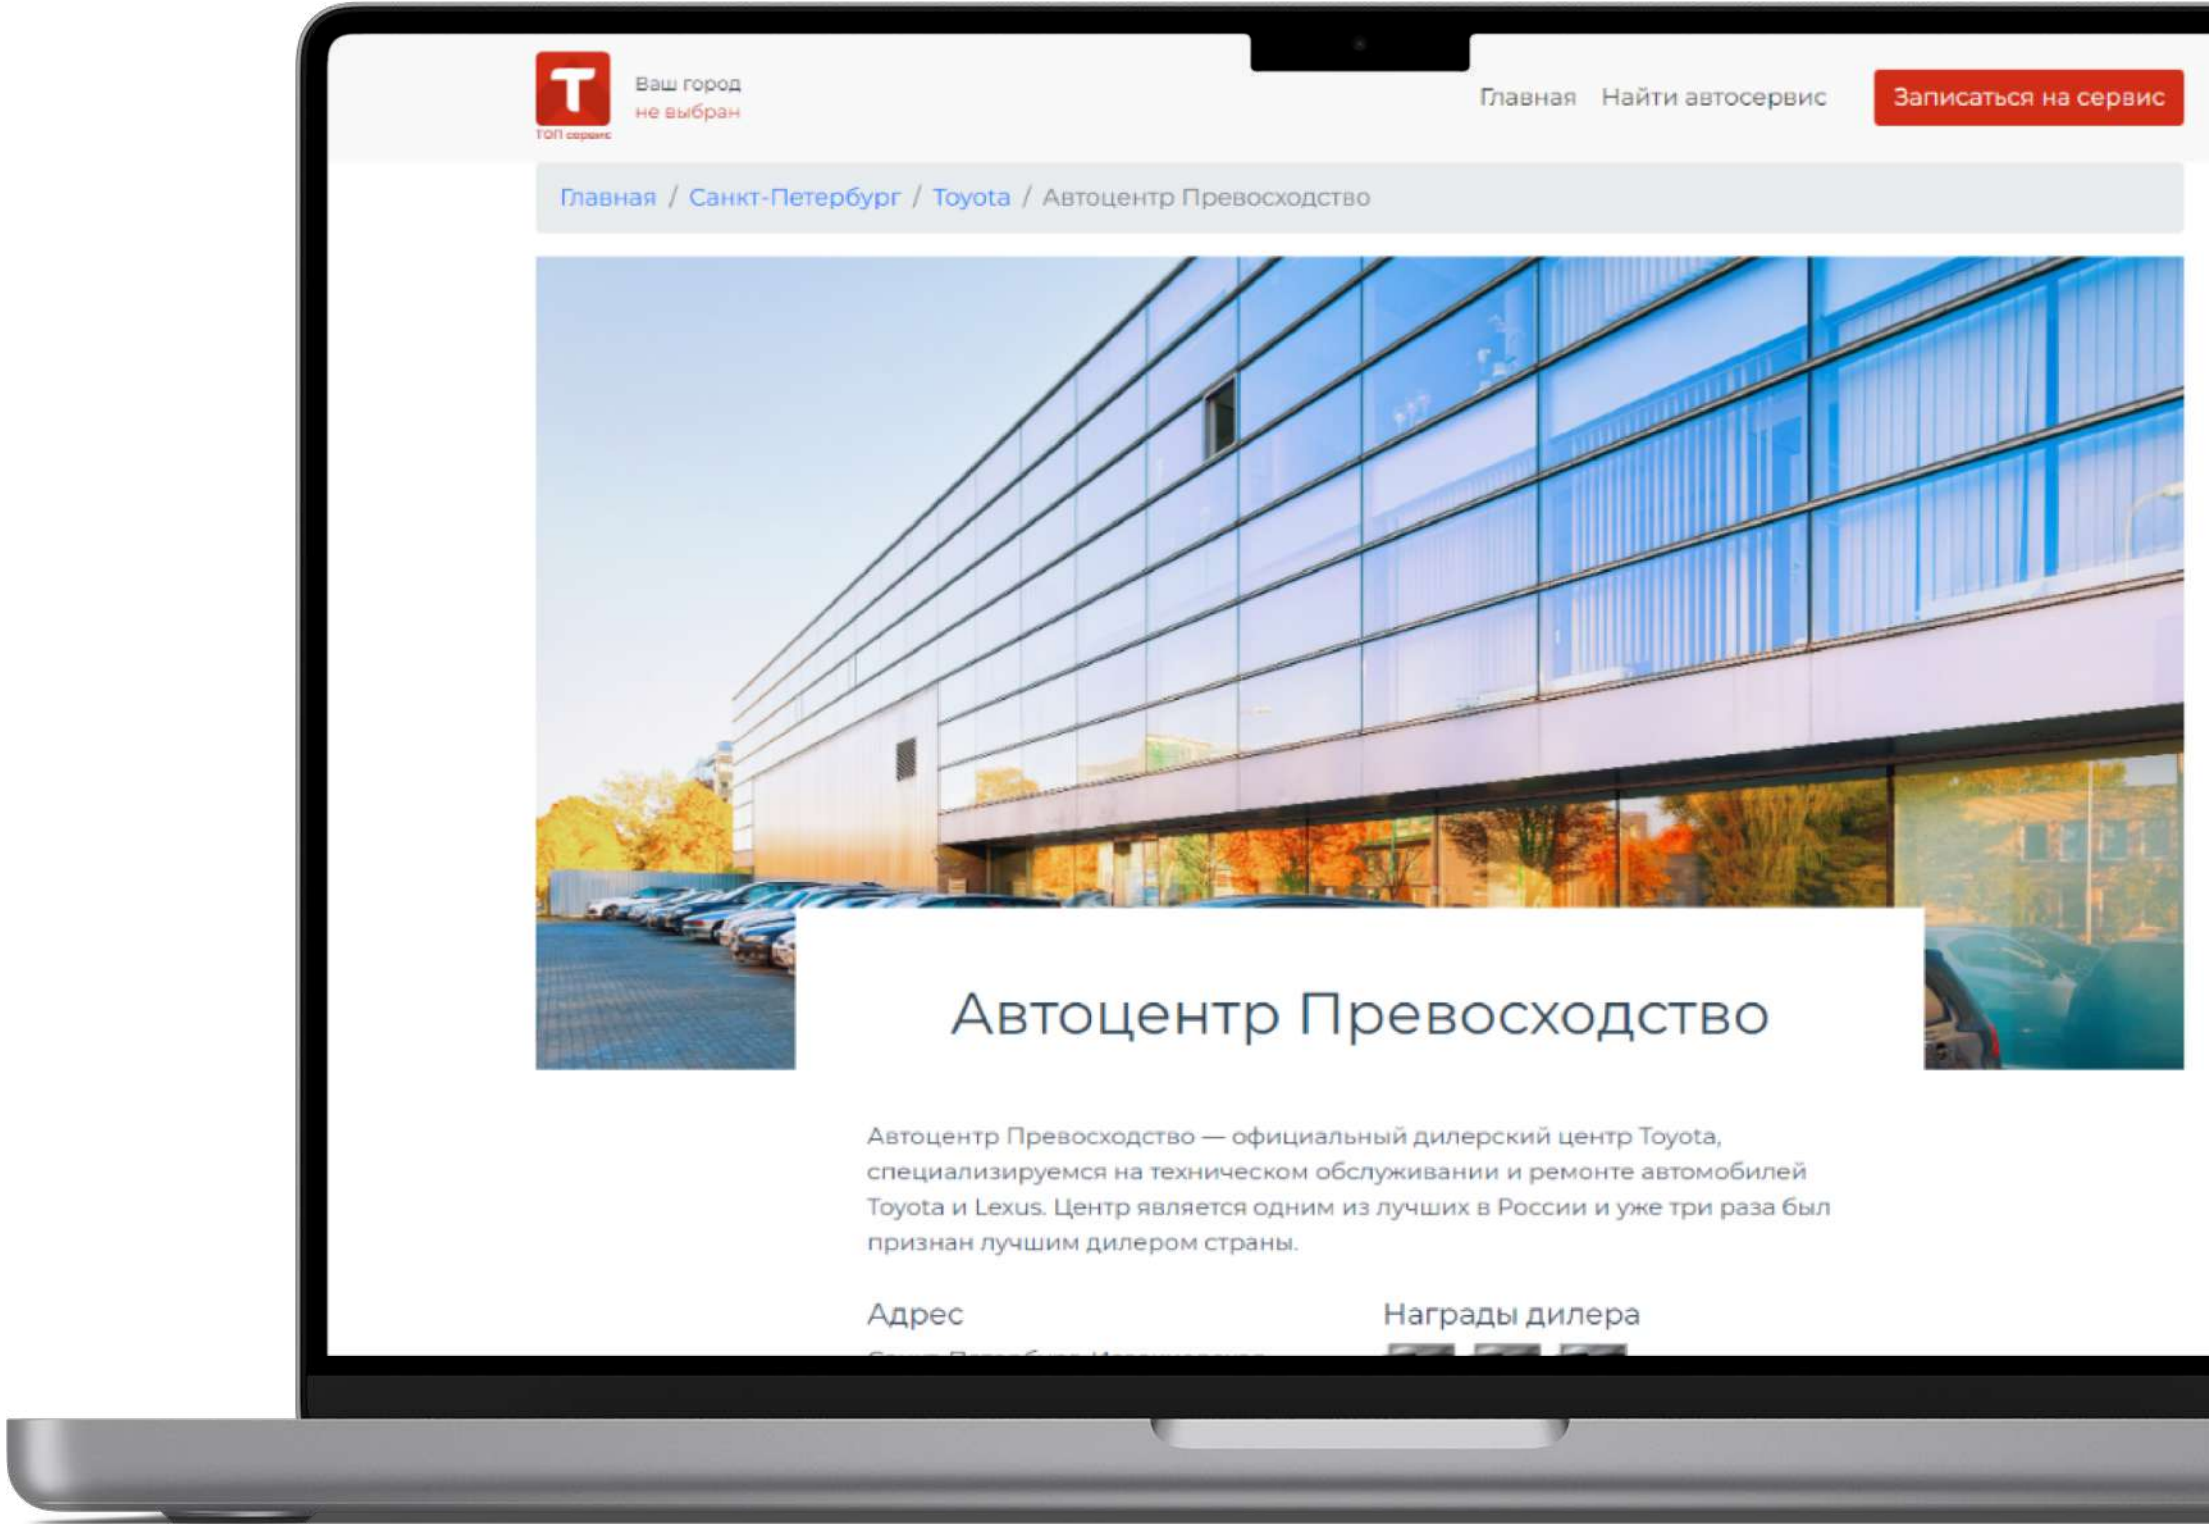 Т
ТОП сервис
Ваш город
не выбран
Главная Найти автосервис Записаться на сервис
Главная / Санкт-Петербург / Toyota / Автоцентр Превосходство
Автоцентр Превосходство
Автоцентр Превосходство — официальный дилерский центр Toyota,
специализируемся на техническом обслуживании и ремонте автомобилей
Toyota и Lexus. Центр является одним из лучших в России и уже три раза был
признан лучшим дилером страны.
Адрес
Награды дилера